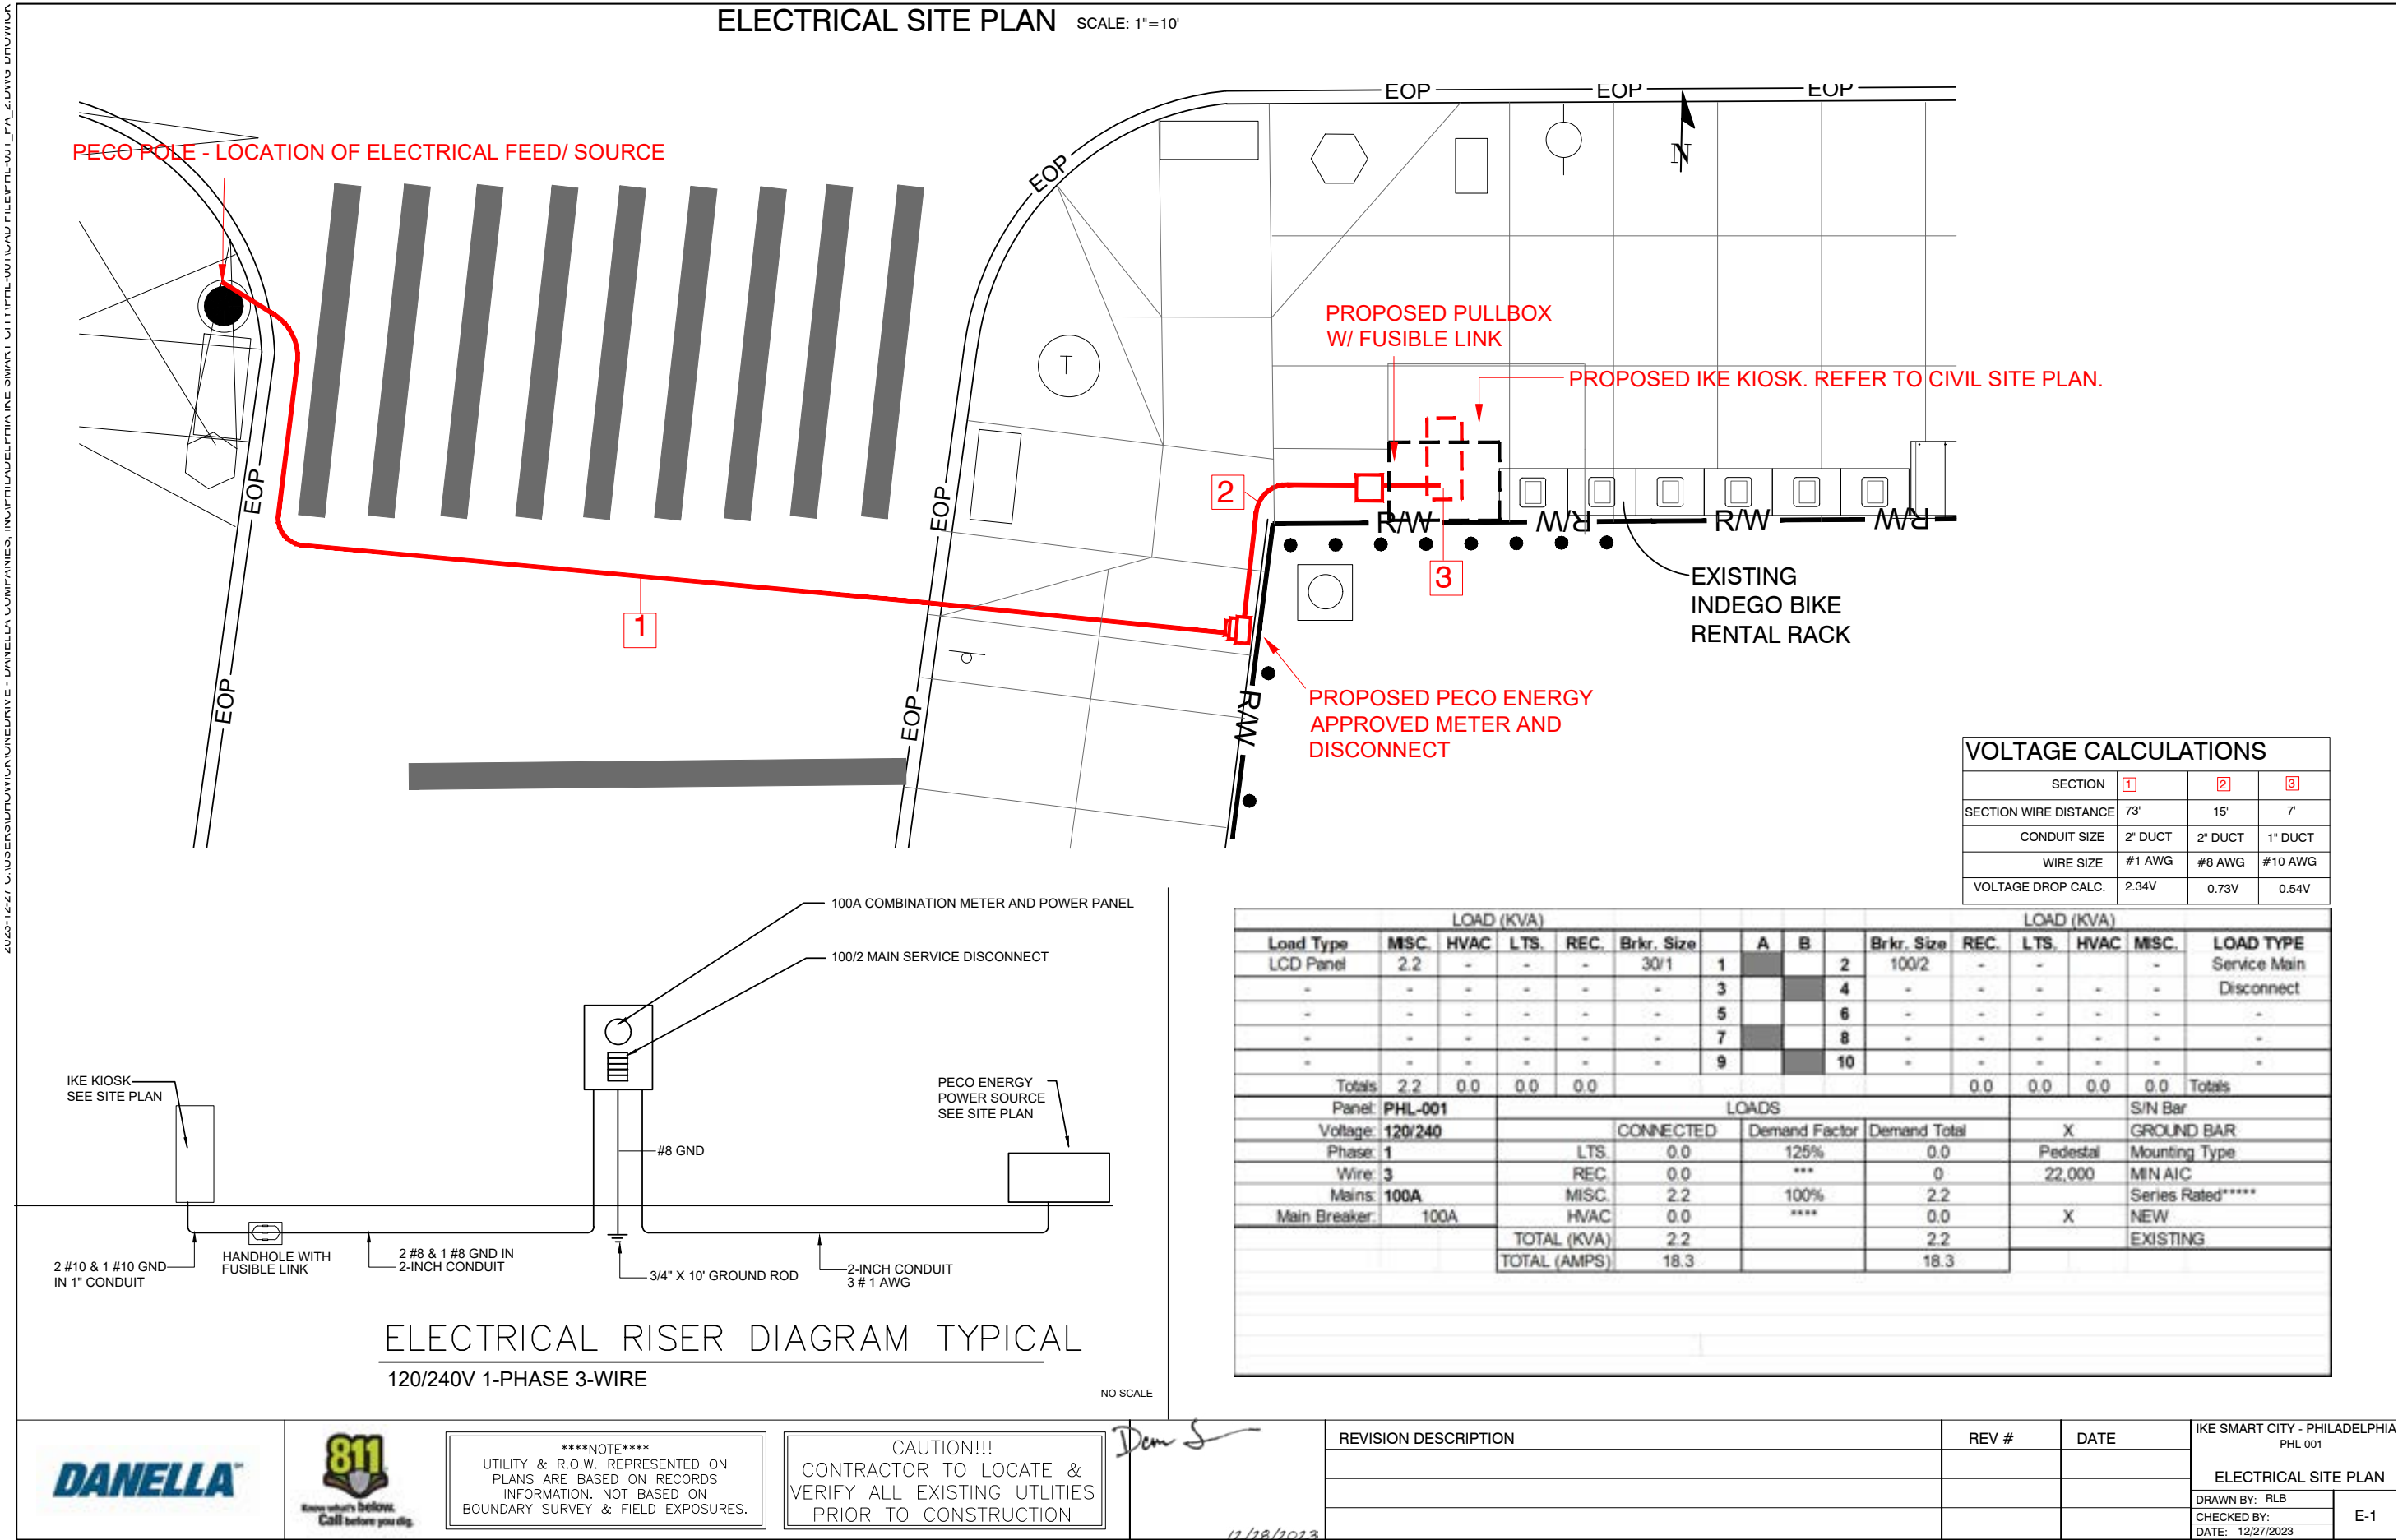 ELECTRICAL SITE PLAN SCALE: 1"=10'
EOP EOP EOP
N
PECO POLE - LOCATION OF ELECTRICAL FEED/ SOURCE
EOP
PROPOSED PULLBOX
W/ FUSIBLE LINK
T
PROPOSED IKE KIOSK. REFER TO CIVIL SITE PLAN.
EOP
EOP
2
R/W R/W R/W R/W
3
EXISTING
INDEGO BIKE
RENTAL RACK
1
EOP
EOP
R/W
PROPOSED PECO ENERGY
APPROVED METER AND
DISCONNECT
VOLTAGE CALCULATIONS
SECTION 1 2 3
SECTION WIRE DISTANCE 73' 15' 7'
CONDUIT SIZE 2" DUCT 2" DUCT 1" DUCT
WIRE SIZE #1 AWG #8 AWG #10 AWG
VOLTAGE DROP CALC. 2.34V 0.73V 0.54V
100A COMBINATION METER AND POWER PANEL
100/2 MAIN SERVICE DISCONNECT
IKE KIOSK
SEE SITE PLAN
PECO ENERGY
POWER SOURCE
SEE SITE PLAN
#8 GND
2 #10 & 1 #10 GND
IN 1" CONDUIT
HANDHOLE WITH
FUSIBLE LINK
2 #8 & 1 #8 GND IN
2-INCH CONDUIT
3/4" X 10' GROUND ROD
2-INCH CONDUIT
3 # 1 AWG
ELECTRICAL RISER DIAGRAM TYPICAL
120/240V 1-PHASE 3-WIRE
NO SCALE
LOAD (KVA) LOAD (KVA)
Load Type MISC. HVAC LTS. REC. Brkr. Size A B Brkr. Size REC. LTS. HVAC MISC. LOAD TYPE
LCD Panel 2.2 - - - 30/1 1 2 100/2 - - - Service Main
- - - - - - 3 4 - - - - - Disconnect
- - - - - - 5 6 - - - - - -
- - - - - - 7 8 - - - - - -
- - - - - - 9 10 - - - - - -
Totals 2.2 0.0 0.0 0.0 0.0 0.0 0.0 0.0 Totals
Panel: PHL-001 LOADS S/N Bar
Voltage: 120/240 CONNECTED Demand Factor Demand Total X GROUND BAR
Phase: 1 LTS. 0.0 125% 0.0 Pedestal Mounting Type
Wire: 3 REC. 0.0 *** 0 22,000 MIN AIC
Mains: 100A MISC. 2.2 100% 2.2 Series Rated*****
Main Breaker: 100A HVAC 0.0 **** 0.0 X NEW
TOTAL (KVA) 2.2 2.2 EXISTING
TOTAL (AMPS) 18.3 18.3
DANELLA
811
Know what's below.
Call before you dig.
****NOTE****
UTILITY & R.O.W. REPRESENTED ON
PLANS ARE BASED ON RECORDS
INFORMATION. NOT BASED ON
BOUNDARY SURVEY & FIELD EXPOSURES.
CAUTION!!!
CONTRACTOR TO LOCATE &
VERIFY ALL EXISTING UTLITIES
PRIOR TO CONSTRUCTION
12/28/2023
REVISION DESCRIPTION REV # DATE
IKE SMART CITY - PHILADELPHIA
PHL-001
ELECTRICAL SITE PLAN
DRAWN BY: RLB
CHECKED BY:
DATE: 12/27/2023
E-1